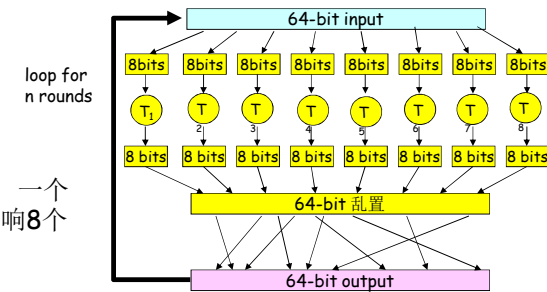 64-bit input
8bits 8bits 8bits 8bits 8bits 8bits 8bits 8bits
loop for
n rounds
T1 T T T T T T T
2 3 4 5 6 7 8
8 bits 8 bits 8 bits 8 bits 8 bits 8 bits 8 bits 8 bits
一个
响8个
64-bit 乱置
64-bit output